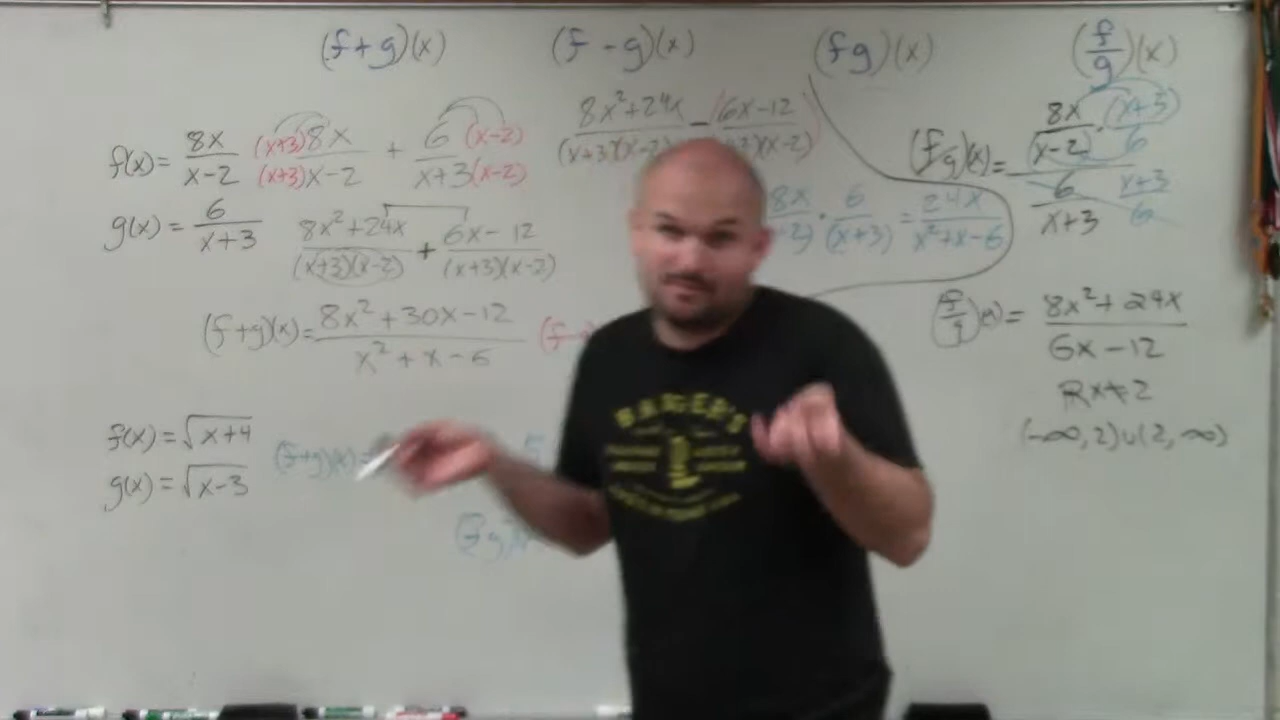 (f+g)(x) (f-g)(x) (fg)(x) (f/g)(x)
f(x) = 8x/(x-2) (x+3)8x/(x+3)x-2 + 6(x-2)/x+3(x-2)
8x²+24x/(x+3)(x-2) - 6x-12
(f/g)(x) = 8x/(x-2) · (x+3)/6
6/(x+3) x+3/6
g(x) = 6/(x+3) 8x²+24x/(x+3)(x-2) + 6x-12/(x+3)(x-2)
8x · 6/(x+3) = 24x/x²+x-6
(f+g)(x) = 8x²+30x-12/x²+x-6
(f/g)(x) = 8x²+24x/6x-12
R x≠2
(-∞,2)∪(2,∞)
f(x) = √x+4
g(x) = √x-3 (f+g)(x) =